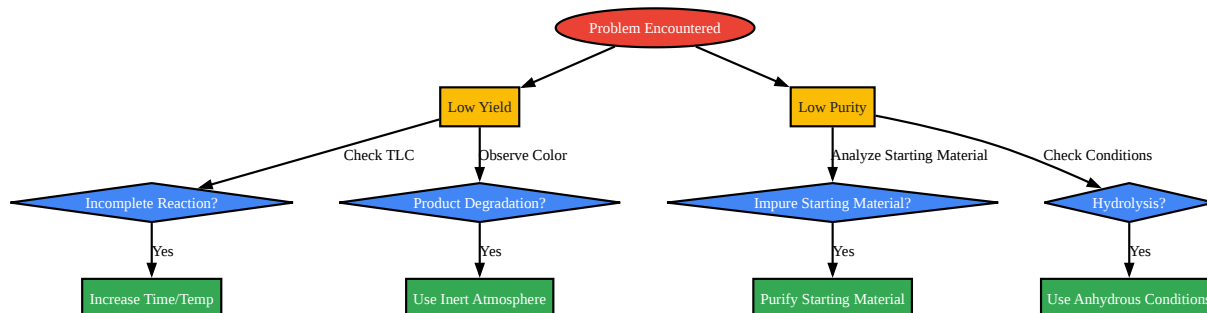 Problem Encountered
Low Yield
Low Purity
Check TLC
Observe Color
Analyze Starting Material
Check Conditions
Incomplete Reaction?
Product Degradation?
Impure Starting Material?
Hydrolysis?
Yes
Yes
Yes
Yes
Increase Time/Temp
Use Inert Atmosphere
Purify Starting Material
Use Anhydrous Conditions